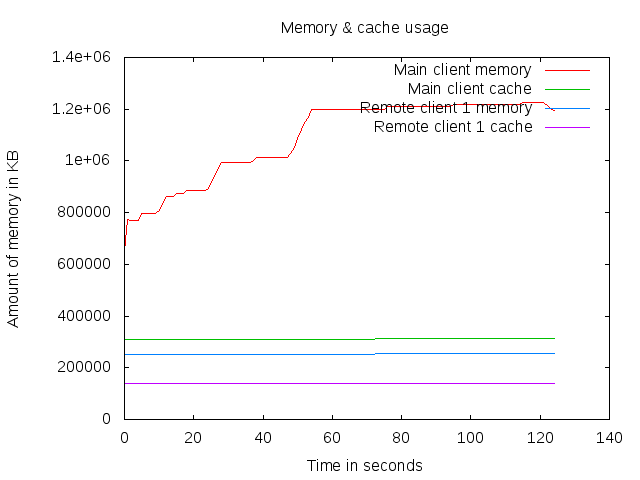 Memory & cache usage
Main client memory
Main client cache
Remote client 1 memory
Remote client 1 cache
1.4e+06
1.2e+06
1e+06
800000
600000
400000
200000
0
Amount of memory in KB
0 20 40 60 80 100 120 140
Time in seconds